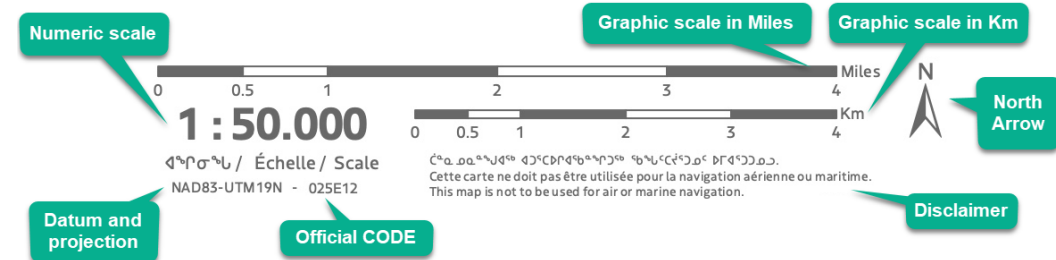 Numeric scale
Graphic scale in Miles
Graphic scale in Km
Miles
N
0 0.5 1 2 3 4
Km
North
Arrow
1:50.000
0 0.5 1 2 3 4
ᐊᖏᓂᖓ / Échelle / Scale
Cette carte ne doit pas être utilisée pour la navigation aérienne ou maritime.
NAD83-UTM19N - 025E12
This map is not to be used for air or marine navigation.
Disclaimer
Datum and
projection
Official CODE